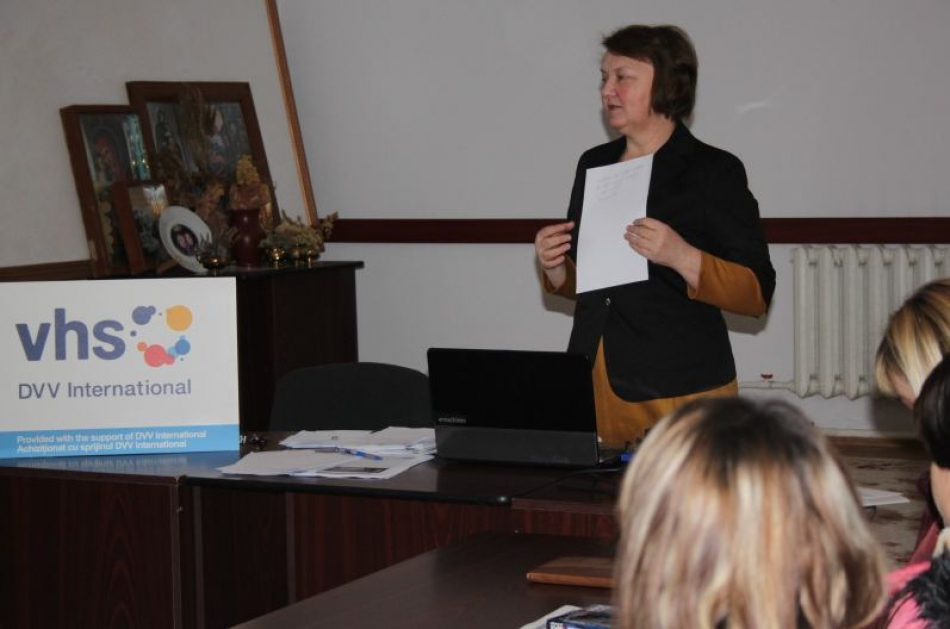 vhs
DVV International
Provided with the support of DVV International
Achiziționat cu sprijinul DVV International